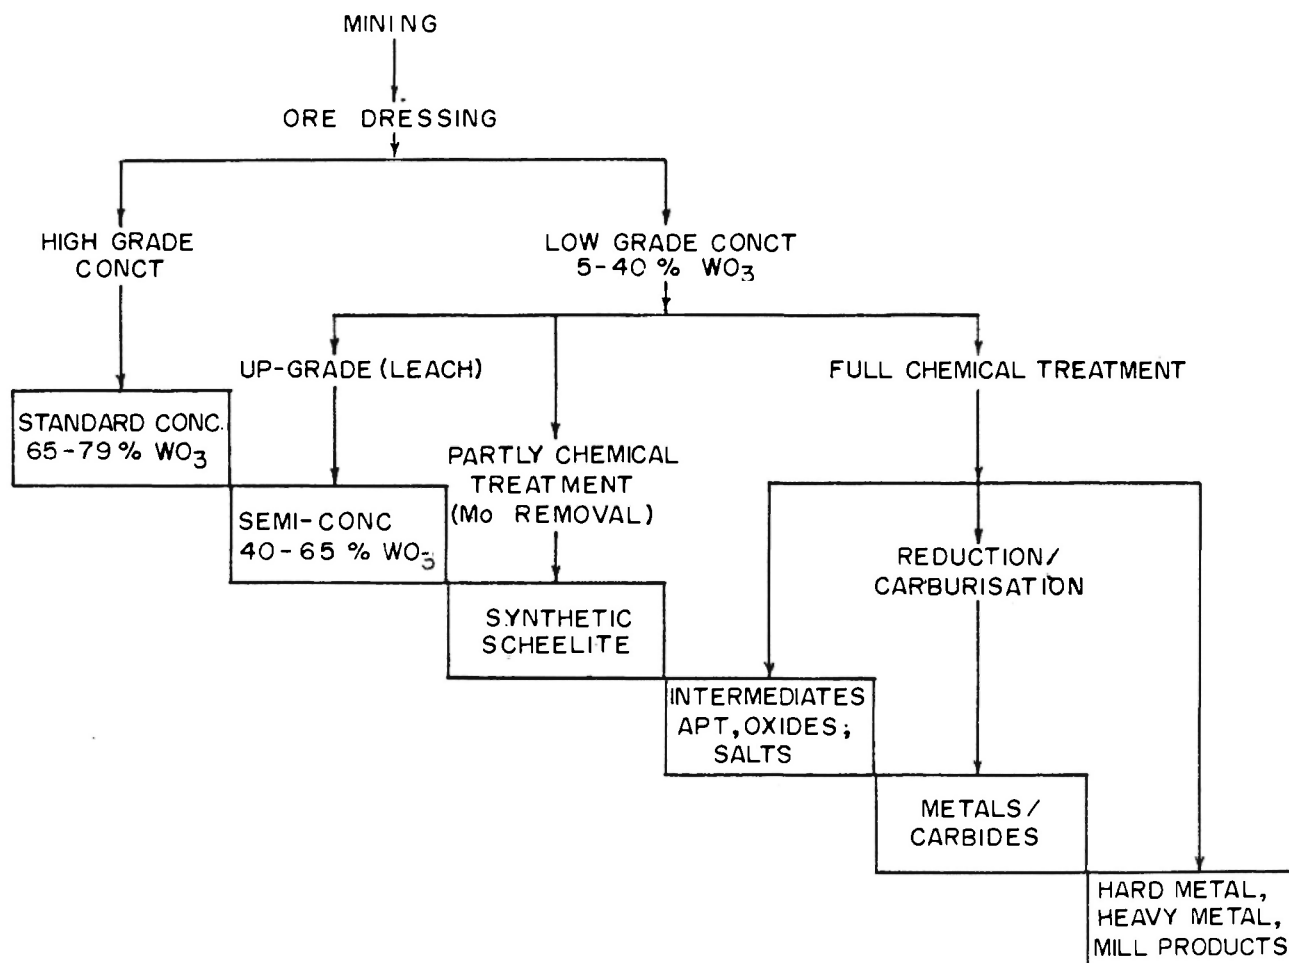 MINING
ORE DRESSING
HIGH GRADE
CONCT
LOW GRADE CONCT
5-40% WO3
UP-GRADE (LEACH)
FULL CHEMICAL TREATMENT
STANDARD CONC.
65-79% WO3
PARTLY CHEMICAL
TREATMENT
(Mo REMOVAL)
SEMI-CONC
40-65 % WO3
REDUCTION/
CARBURISATION
SYNTHETIC
SCHEELITE
INTERMEDIATES
APT, OXIDES;
SALTS
METALS/
CARBIDES
HARD METAL,
HEAVY METAL,
MILL PRODUCTS